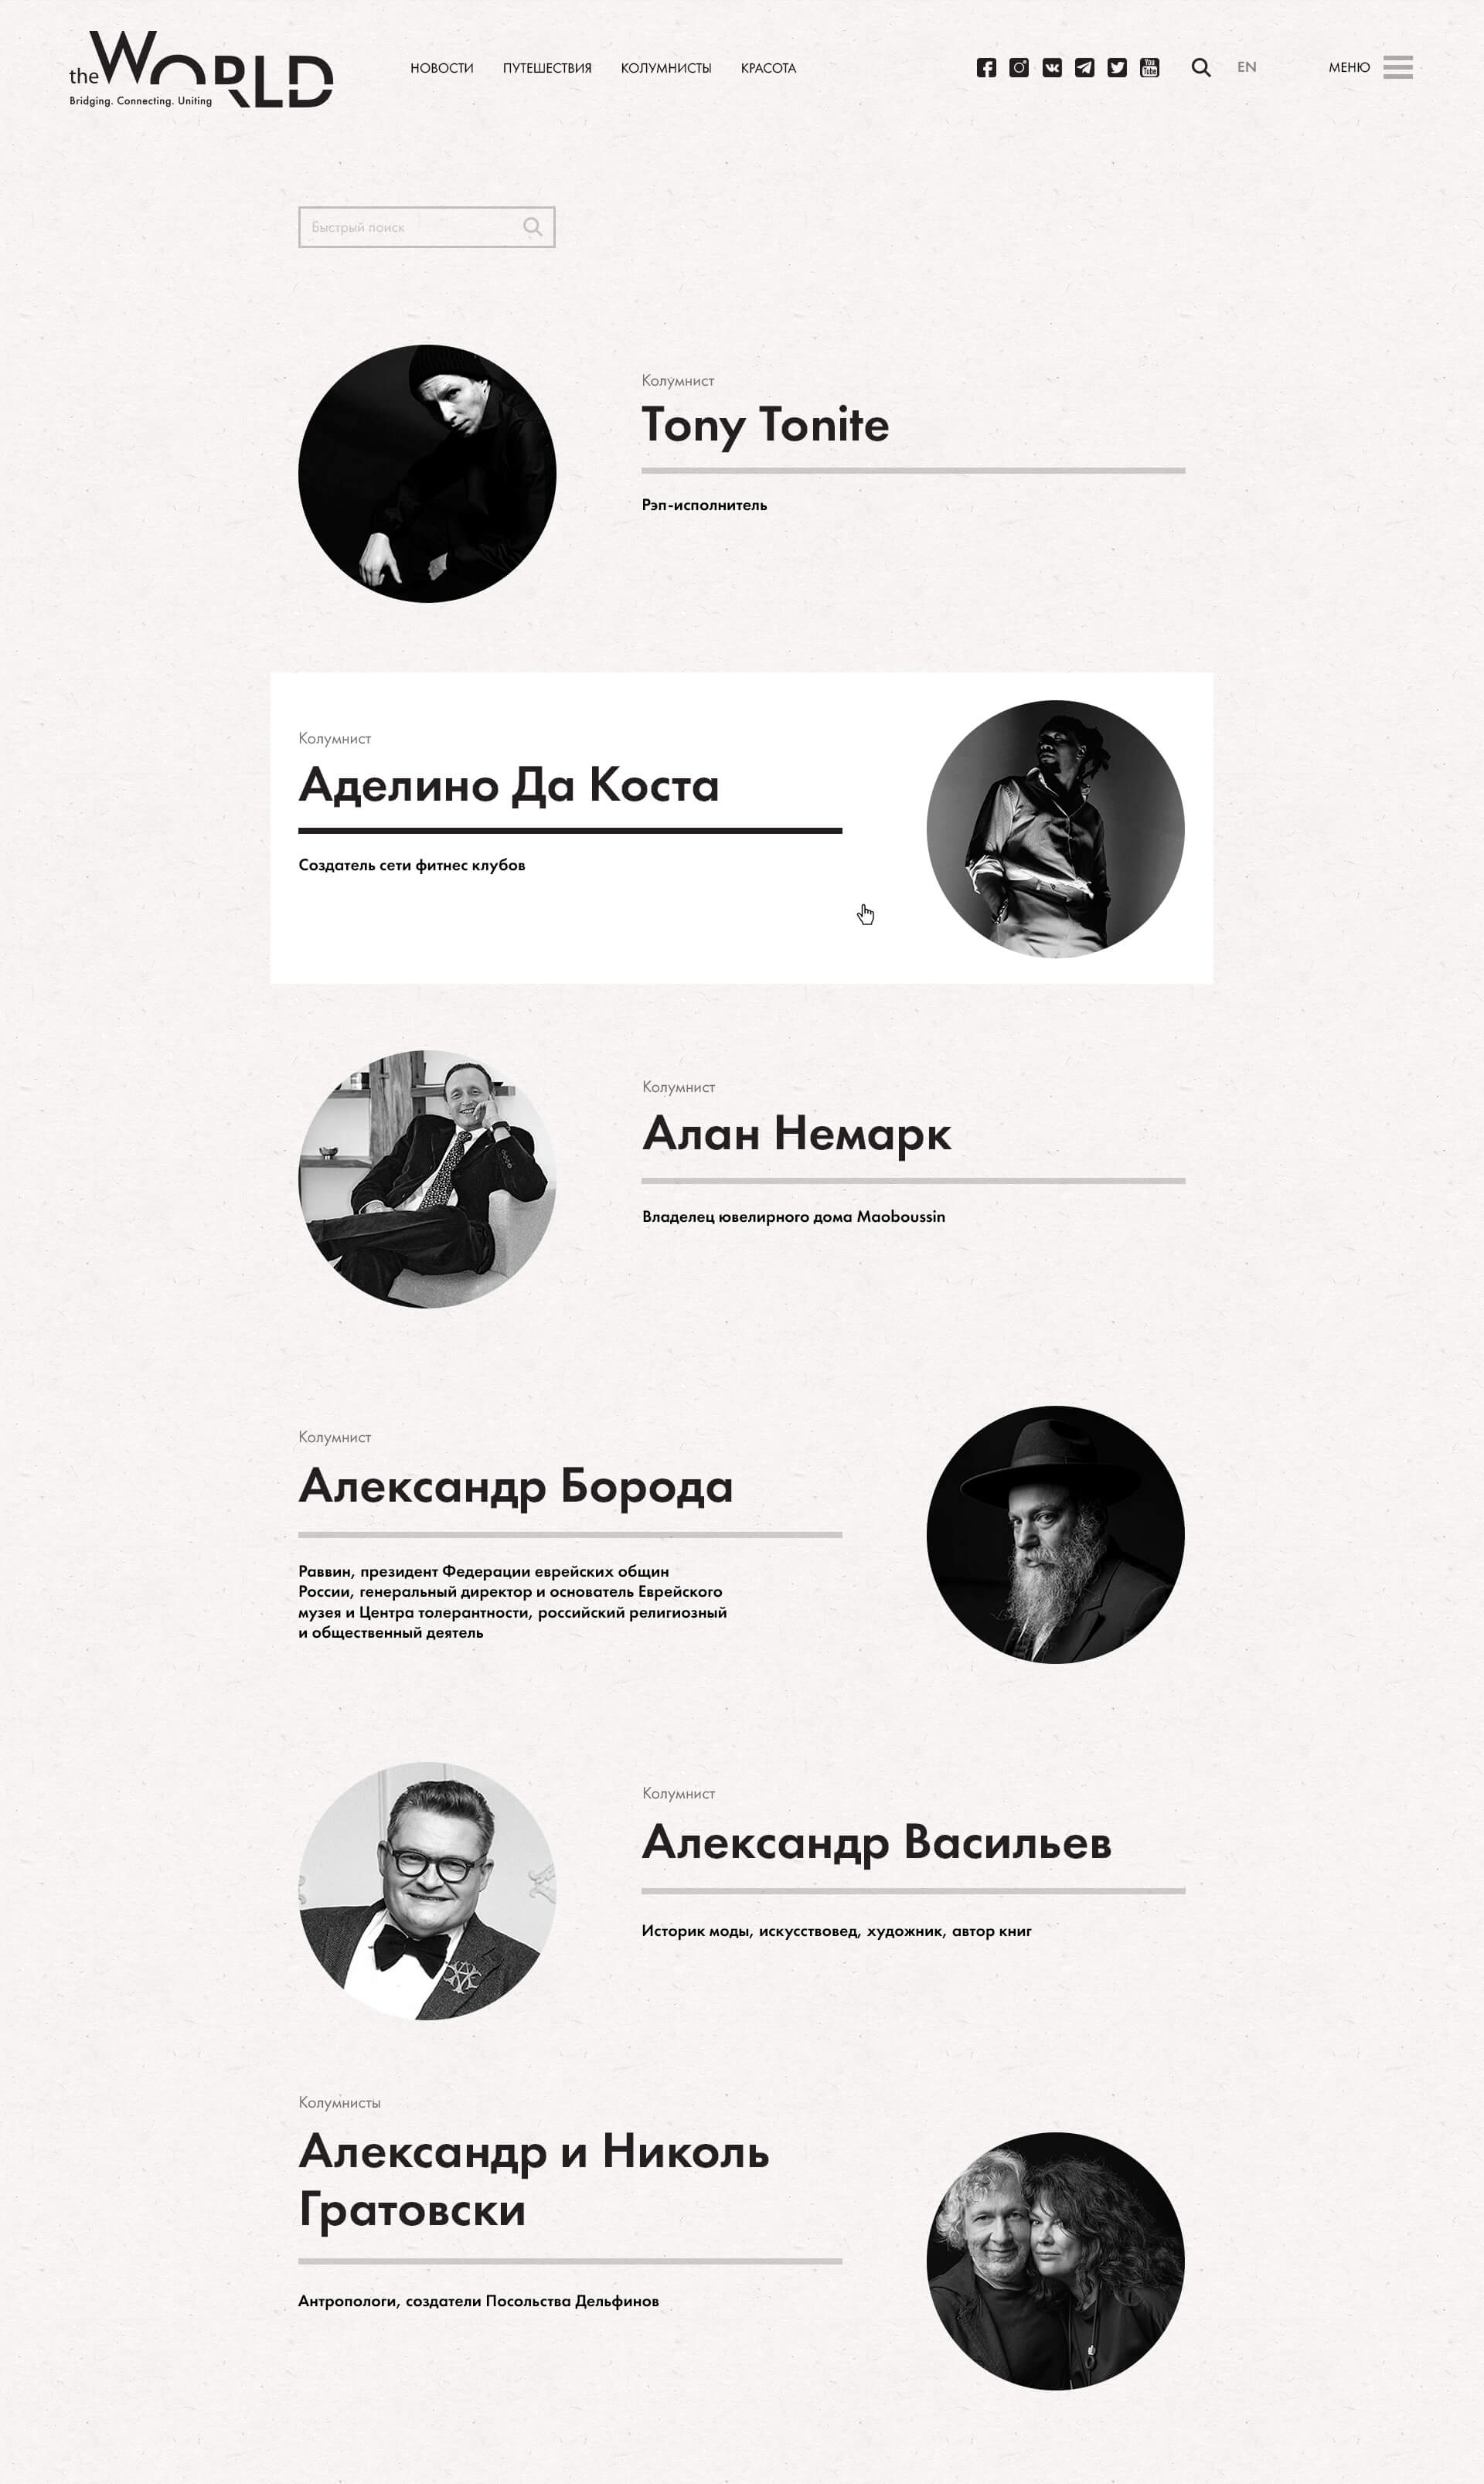 the WORLD
Bridging. Connecting. Uniting
НОВОСТИ ПУТЕШЕСТВИЯ КОЛУМНИСТЫ КРАСОТА
You Tube
EN
МЕНЮ
Быстрый поиск
Колумнист
Tony Tonite
Рэп-исполнитель
Колумнист
Аделино Да Коста
Создатель сети фитнес клубов
Колумнист
Алан Немарк
Владелец ювелирного дома Maoboussin
Колумнист
Александр Борода
Раввин, президент Федерации еврейских общин
России, генеральный директор и основатель Еврейского
музея и Центра толерантности, российский религиозный
и общественный деятель
Колумнист
Александр Васильев
Историк моды, искусствовед, художник, автор книг
Колумнисты
Александр и Николь
Гратовски
Антропологи, создатели Посольства Дельфинов